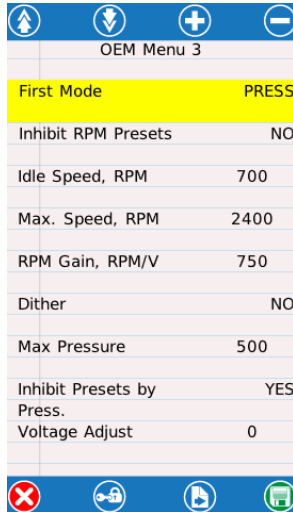 OEM Menu 3
First Mode PRESS
Inhibit RPM Presets NO
Idle Speed, RPM 700
Max. Speed, RPM 2400
RPM Gain, RPM/V 750
Dither NO
Max Pressure 500
Inhibit Presets by YES
Press.
Voltage Adjust 0